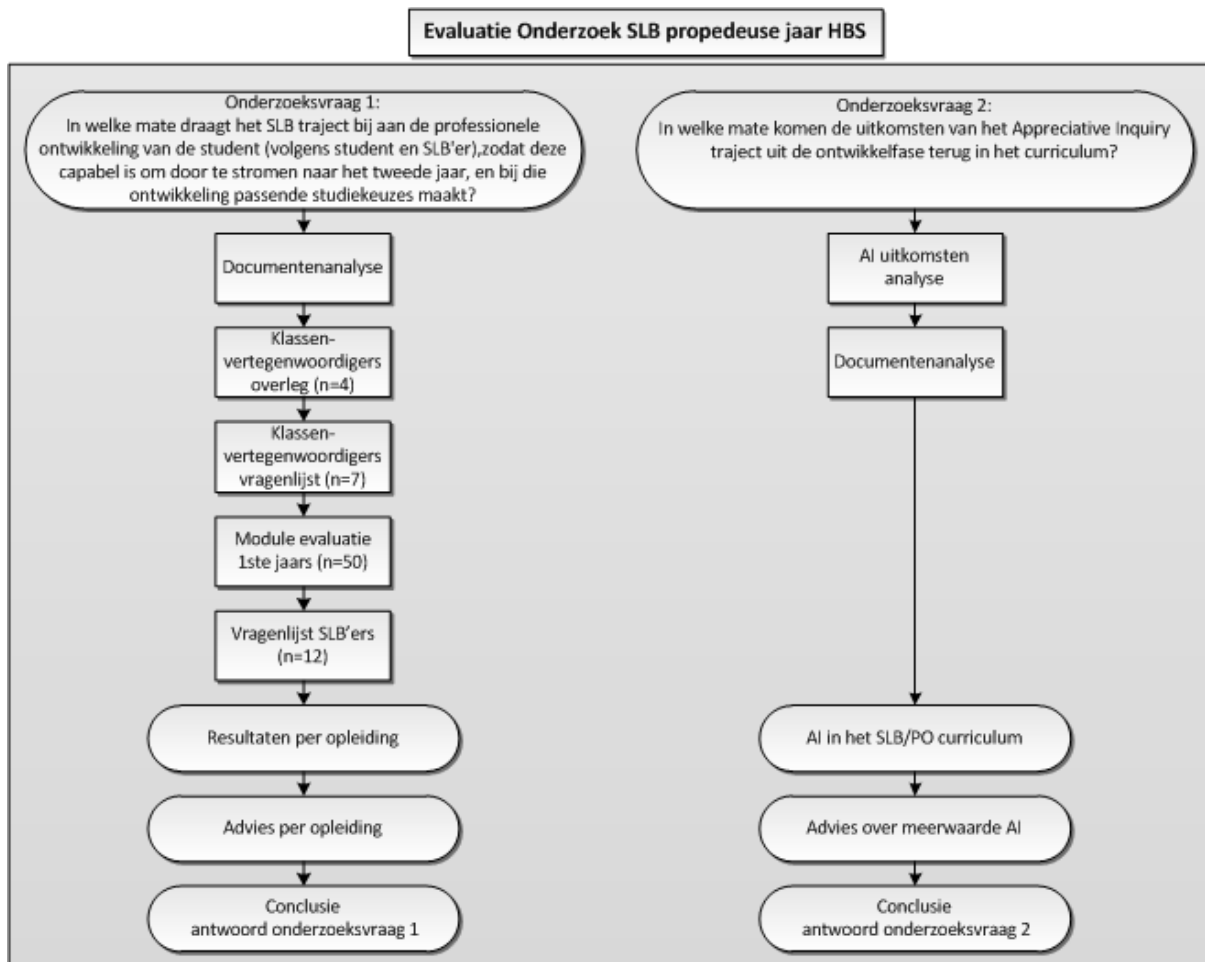 Evaluatie Onderzoek SLB propedeuse jaar HBS
Onderzoeksvraag 1:
In welke mate draagt het SLB traject bij aan de professionele
ontwikkeling van de student (volgens student en SLB'er),zodat deze
capabel is om door te stromen naar het tweede jaar, en bij die
ontwikkeling passende studiekeuzes maakt?
Documentenanalyse
Klassen-
vertegenwoordigers
overleg (n=4)
Klassen-
vertegenwoordigers
vragenlijst (n=7)
Module evaluatie
1ste jaars (n=50)
Vragenlijst SLB'ers
(n=12)
Resultaten per opleiding
Advies per opleiding
Conclusie
antwoord onderzoeksvraag 1
Onderzoeksvraag 2:
In welke mate komen de uitkomsten van het Appreciative Inquiry
traject uit de ontwikkelfase terug in het curriculum?
AI uitkomsten
analyse
Documentenanalyse
AI in het SLB/PO curriculum
Advies over meerwaarde AI
Conclusie
antwoord onderzoeksvraag 2